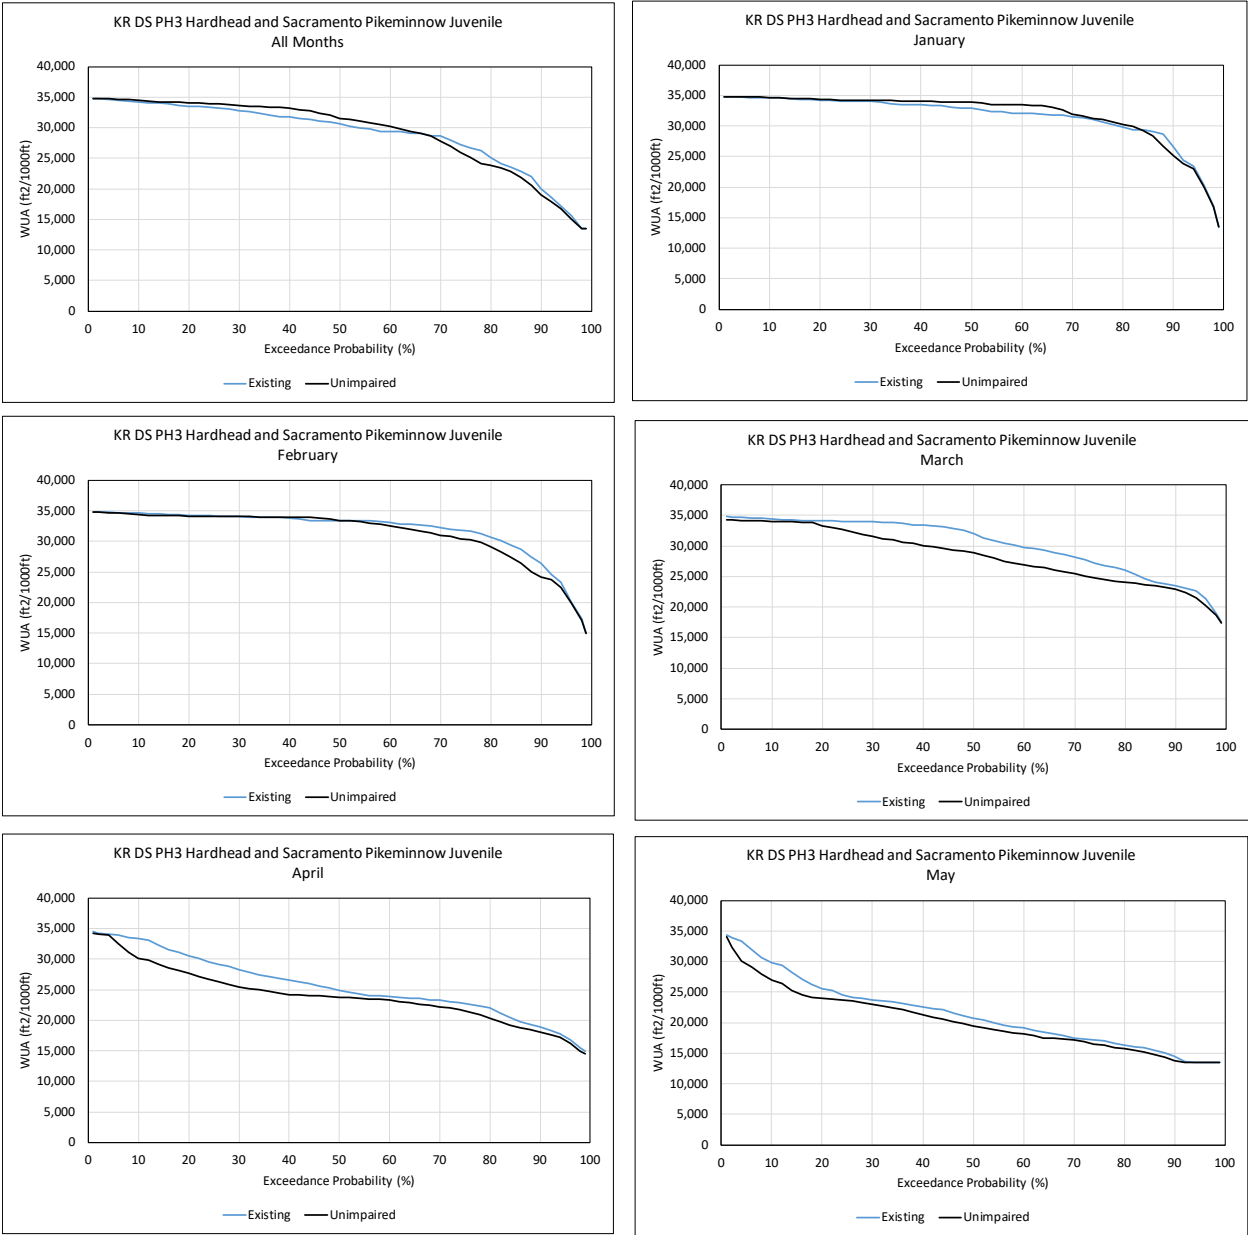 KR DS PH3 Hardhead and Sacramento Pikeminnow Juvenile
All Months
40,000
35,000
30,000
25,000
20,000
15,000
10,000
5,000
0
WUA (ft2/1000ft)
0 10 20 30 40 50 60 70 80 90 100
Exceedance Probability (%)
Existing Unimpaired
KR DS PH3 Hardhead and Sacramento Pikeminnow Juvenile
January
40,000
35,000
30,000
25,000
20,000
15,000
10,000
5,000
0
WUA (ft2/1000ft)
0 10 20 30 40 50 60 70 80 90 100
Exceedance Probability (%)
Existing Unimpaired
KR DS PH3 Hardhead and Sacramento Pikeminnow Juvenile
February
40,000
35,000
30,000
25,000
20,000
15,000
10,000
5,000
0
WUA (ft2/1000ft)
0 10 20 30 40 50 60 70 80 90 100
Exceedance Probability (%)
Existing Unimpaired
KR DS PH3 Hardhead and Sacramento Pikeminnow Juvenile
March
40,000
35,000
30,000
25,000
20,000
15,000
10,000
5,000
0
WUA (ft2/1000ft)
0 10 20 30 40 50 60 70 80 90 100
Exceedance Probability (%)
Existing Unimpaired
KR DS PH3 Hardhead and Sacramento Pikeminnow Juvenile
April
40,000
35,000
30,000
25,000
20,000
15,000
10,000
5,000
0
WUA (ft2/1000ft)
0 10 20 30 40 50 60 70 80 90 100
Exceedance Probability (%)
Existing Unimpaired
KR DS PH3 Hardhead and Sacramento Pikeminnow Juvenile
May
40,000
35,000
30,000
25,000
20,000
15,000
10,000
5,000
0
WUA (ft2/1000ft)
0 10 20 30 40 50 60 70 80 90 100
Exceedance Probability (%)
Existing Unimpaired